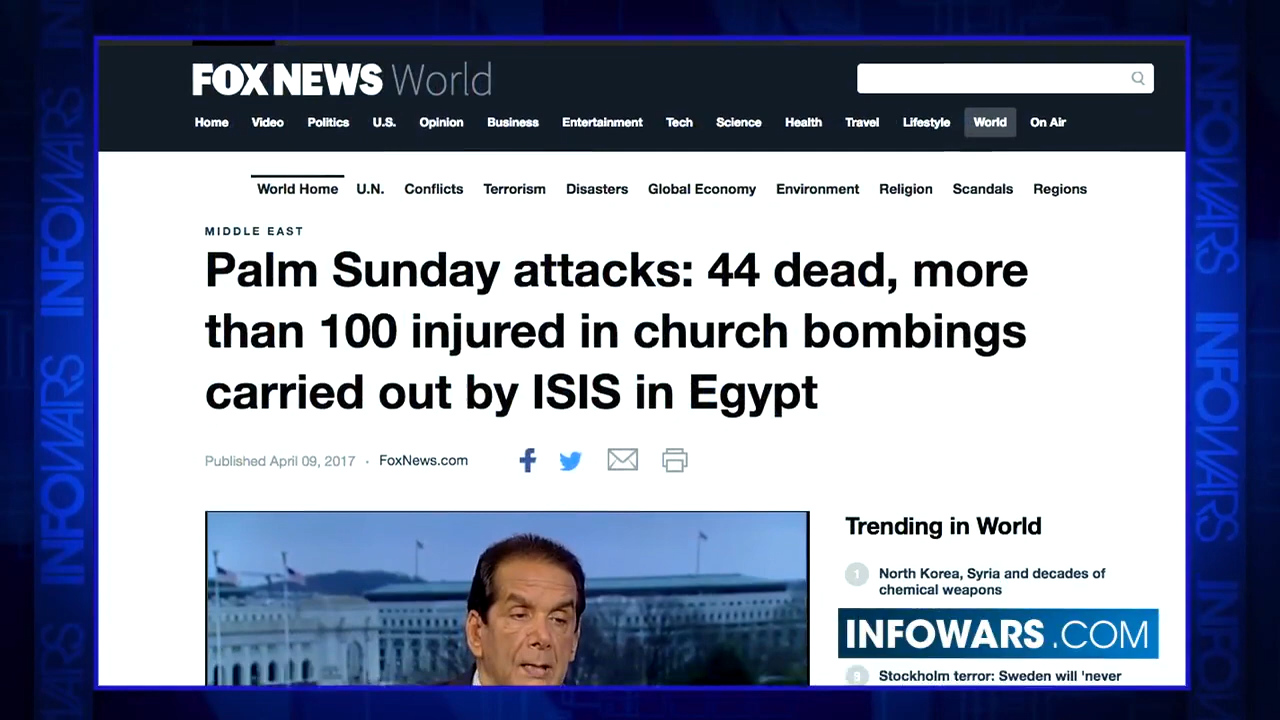 FOX NEWS World
Home Video Politics U.S. Opinion Business Entertainment Tech Science Health Travel Lifestyle World On Air
World Home U.N. Conflicts Terrorism Disasters Global Economy Environment Religion Scandals Regions
MIDDLE EAST
Palm Sunday attacks: 44 dead, more
than 100 injured in church bombings
carried out by ISIS in Egypt
Published April 09, 2017 · FoxNews.com
Trending in World
1 North Korea, Syria and decades of
chemical weapons
INFOWARS.COM
Stockholm terror: Sweden will 'never
INFOWARS
INFOWARS
INFOWARS
INFOWARS